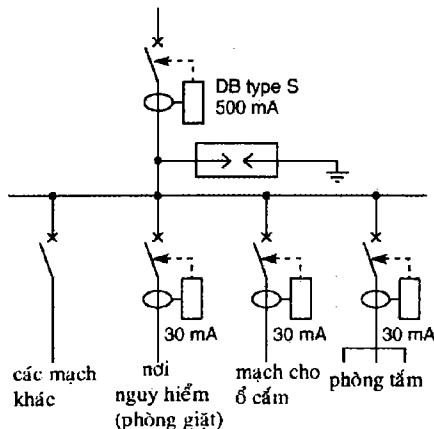 DB type S
500 mA
30 mA
30 mA
30 mA
các mạch
khác
nơi
nguy hiểm
(phòng giặt)
mạch cho
ổ cắm
phòng tắm